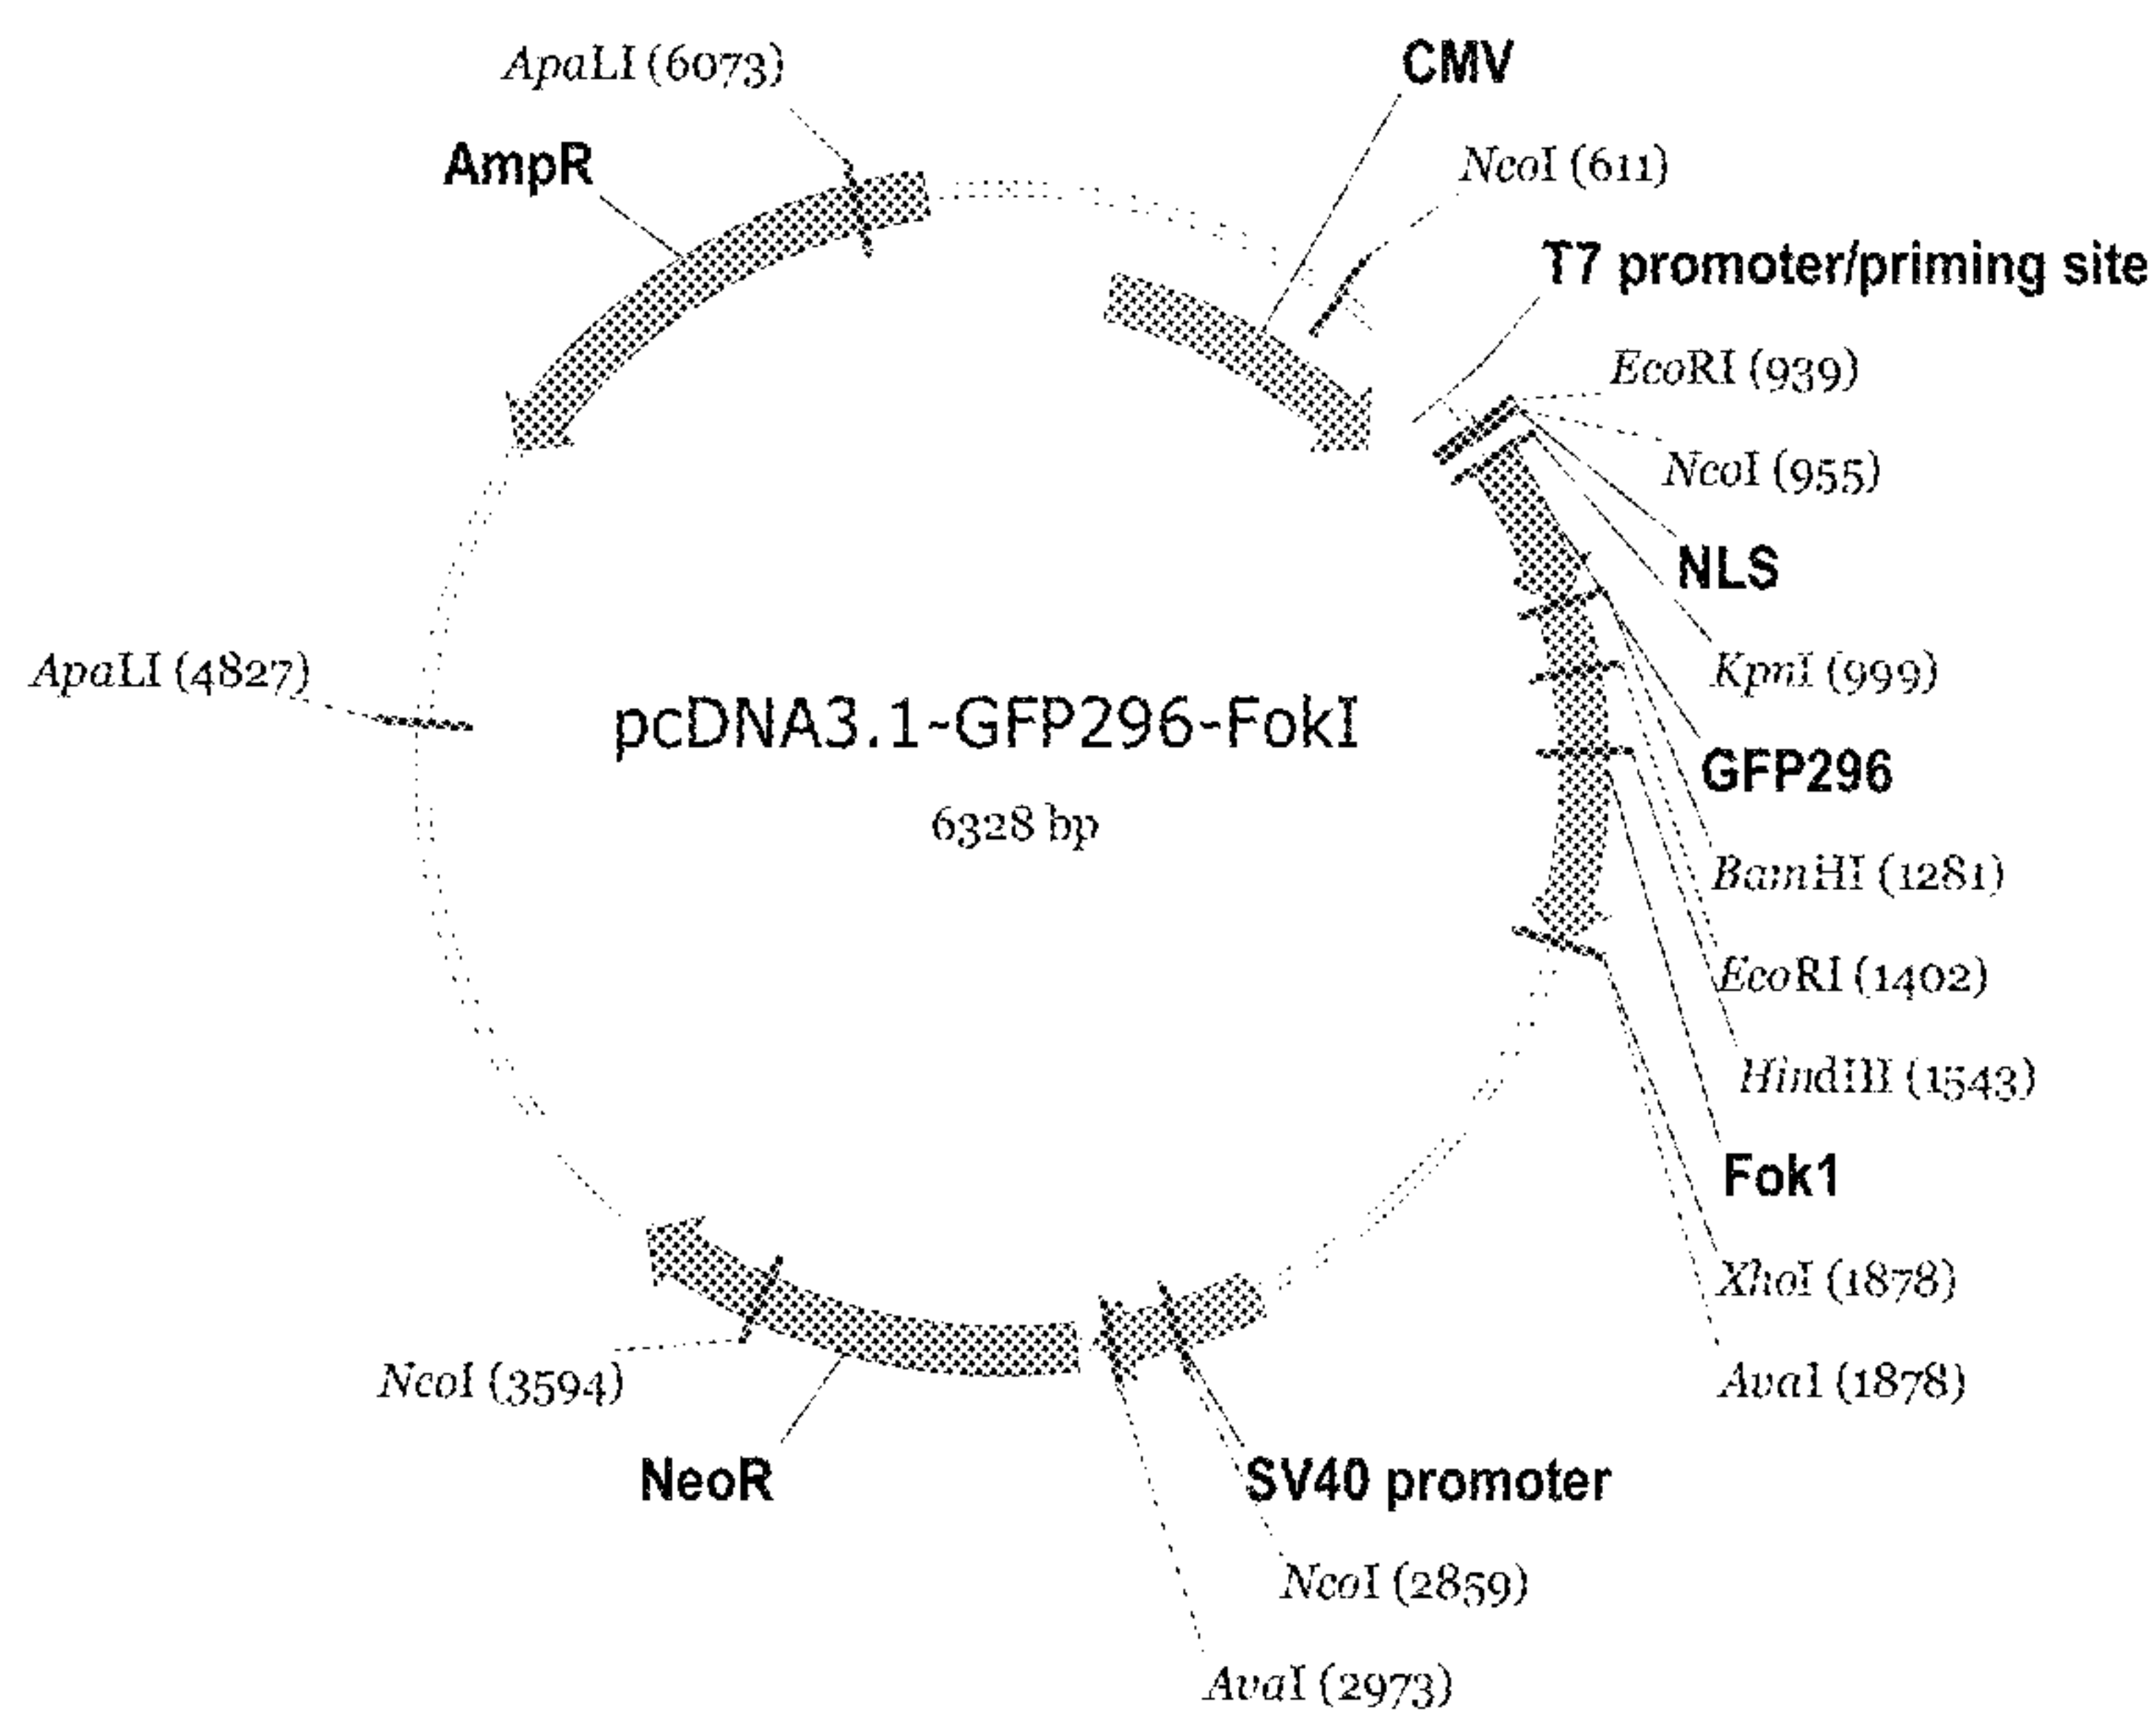 ApaLI (6073)
CMV
AmpR
NcoI (611)
T7 promoter/priming site
EcoRI (939)
NcoI (955)
NLS
ApaLI (4827)
KpnI (999)
pcDNA3.1-GFP296-FokI
GFP296
6328 bp
BamHI (1281)
EcoRI (1402)
HindIII (1543)
Fok1
XhoI (1878)
NcoI (3594)
AvaI (1878)
NeoR
SV40 promoter
NcoI (2859)
AvaI (2973)